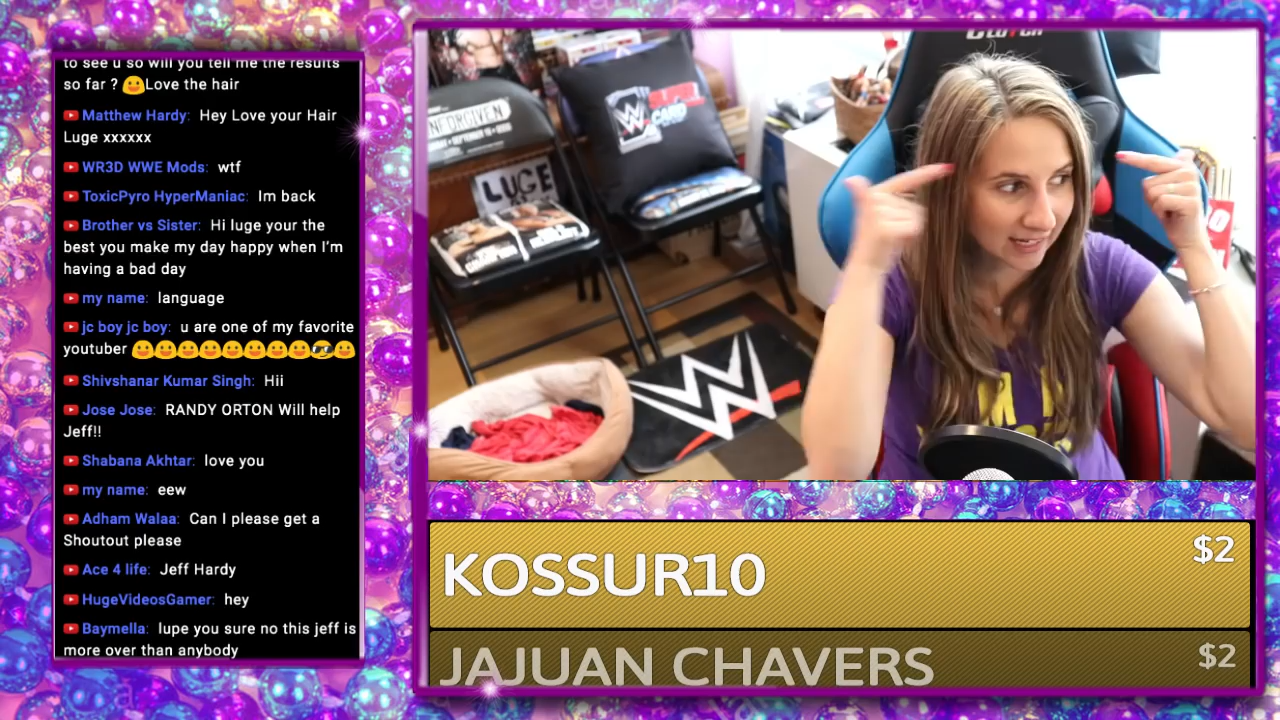 to see u so will you tell me the results
so far ? 😃Love the hair
Matthew Hardy: Hey Love your Hair
Luge xxxxxx
WR3D WWE Mods: wtf
ToxicPyro HyperManiac: Im back
Brother vs Sister: Hi luge your the
best you make my day happy when I'm
having a bad day
my name: language
jc boy jc boy: u are one of my favorite
youtuber 😃😃😃😃😃😃😃😃😎😃
Shivshanar Kumar Singh: Hii
Jose Jose: RANDY ORTON Will help
Jeff!!
Shabana Akhtar: love you
my name: eew
Adham Walaa: Can I please get a
Shoutout please
Ace 4 life: Jeff Hardy
HugeVideosGamer: hey
Baymella: lupe you sure no this jeff is
more over than anybody
CLUTCH
UNFORGIVEN
W
CAMP
LUGE
W
KOSSUR10
$2
JAJUAN CHAVERS
$2